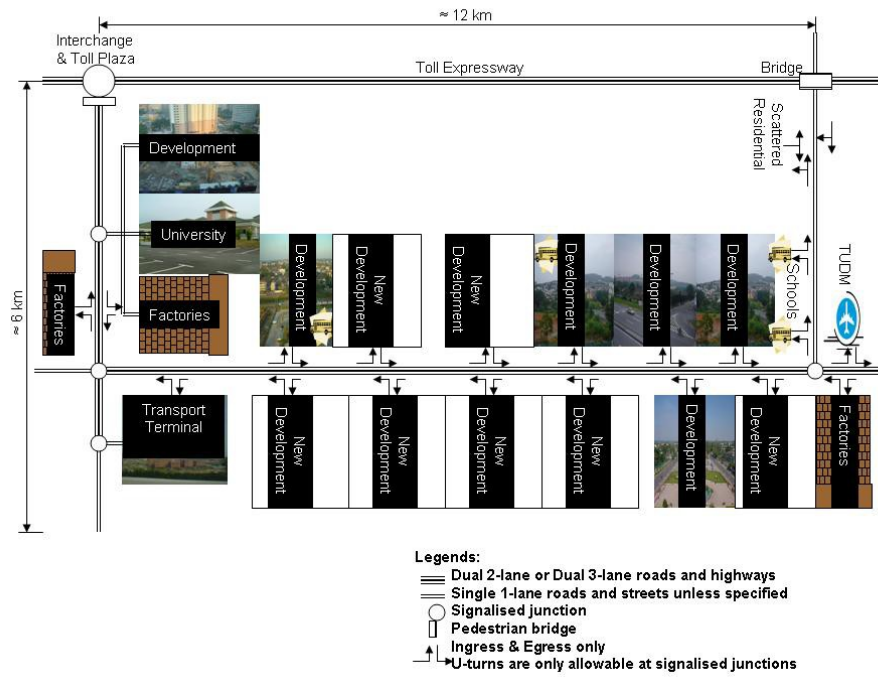 ≈ 12 km
Interchange
& Toll Plaza
Toll Expressway
Bridge
Scattered
Residential
Development
University
Factories
Factories
≈ 9 km
Development
New
Development
New
Development
Development
Development
Development
Schools
TUDM
Transport
Terminal
New
Development
New
Development
New
Development
New
Development
Development
New
Development
Factories
Legends:
Dual 2-lane or Dual 3-lane roads and highways
Single 1-lane roads and streets unless specified
Signalised junction
Pedestrian bridge
Ingress & Egress only
U-turns are only allowable at signalised junctions